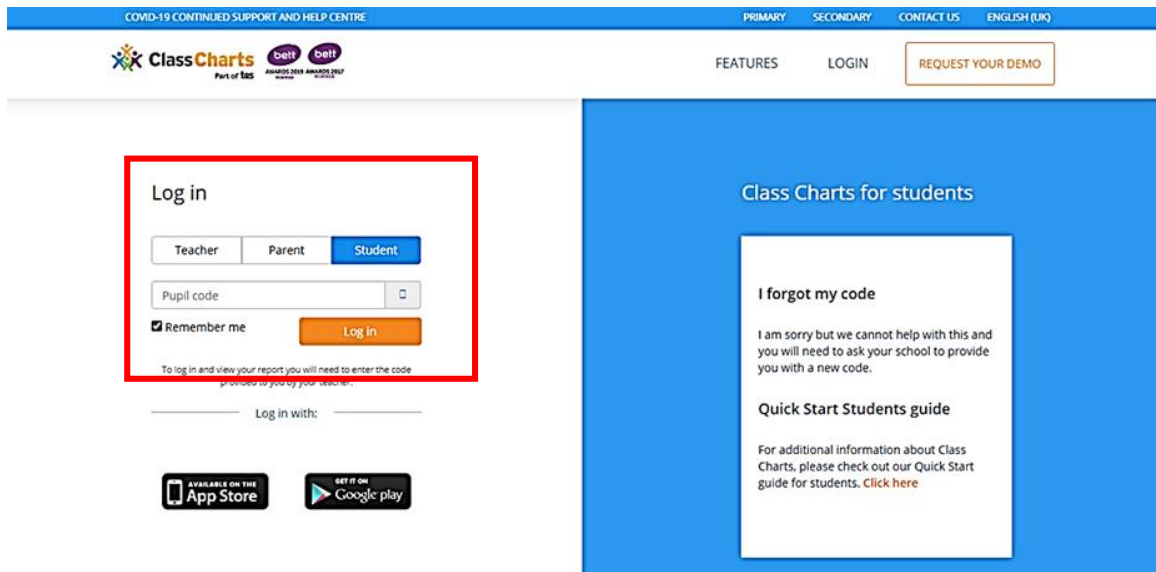 COVID-19 CONTINUED SUPPORT AND HELP CENTRE
PRIMARY SECONDARY CONTACT US ENGLISH (UK)
ClassCharts
Part of tes
bett bett
AWARDS 2019 AWARDS 2017
WINNER WINNER
FEATURES LOGIN REQUEST YOUR DEMO
Log in
Teacher Parent Student
Pupil code
Remember me Log in
To log in and view your report you will need to enter the code
provided to you by your teacher.
Log in with:
AVAILABLE ON THE
App Store
GET IT ON
Google play
Class Charts for students
I forgot my code
I am sorry but we cannot help with this and
you will need to ask your school to provide
you with a new code.
Quick Start Students guide
For additional information about Class
Charts, please check out our Quick Start
guide for students. Click here